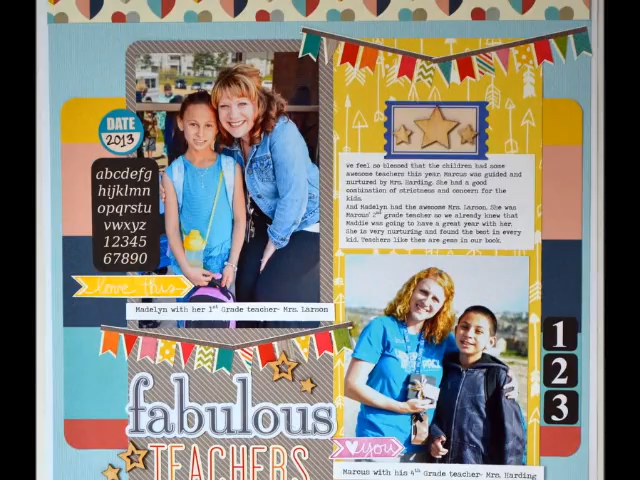 DATE
2013
abcdefg
hijklmn
opqrstu
vwxyz
12345
67890
love this
Madelyn with her 1st Grade teacher- Mrs. Larson
We feel so blessed that the children had some
awesome teachers this year. Marcus was guided and
nurtured by Mrs. Harding. She had a good
combination of strictness and concern for the
kids.
And Madelyn had the awesome Mrs. Larson. She was
Marcus' 2nd grade teacher so we already knew that
Maddie was going to have a great year with her.
She is very nurturing and found the best in every
kid. Teachers like them are gems in our book.
1
2
3
fabulous
TEACHERS
you
Marcus with his 4th Grade teacher- Mrs. Harding